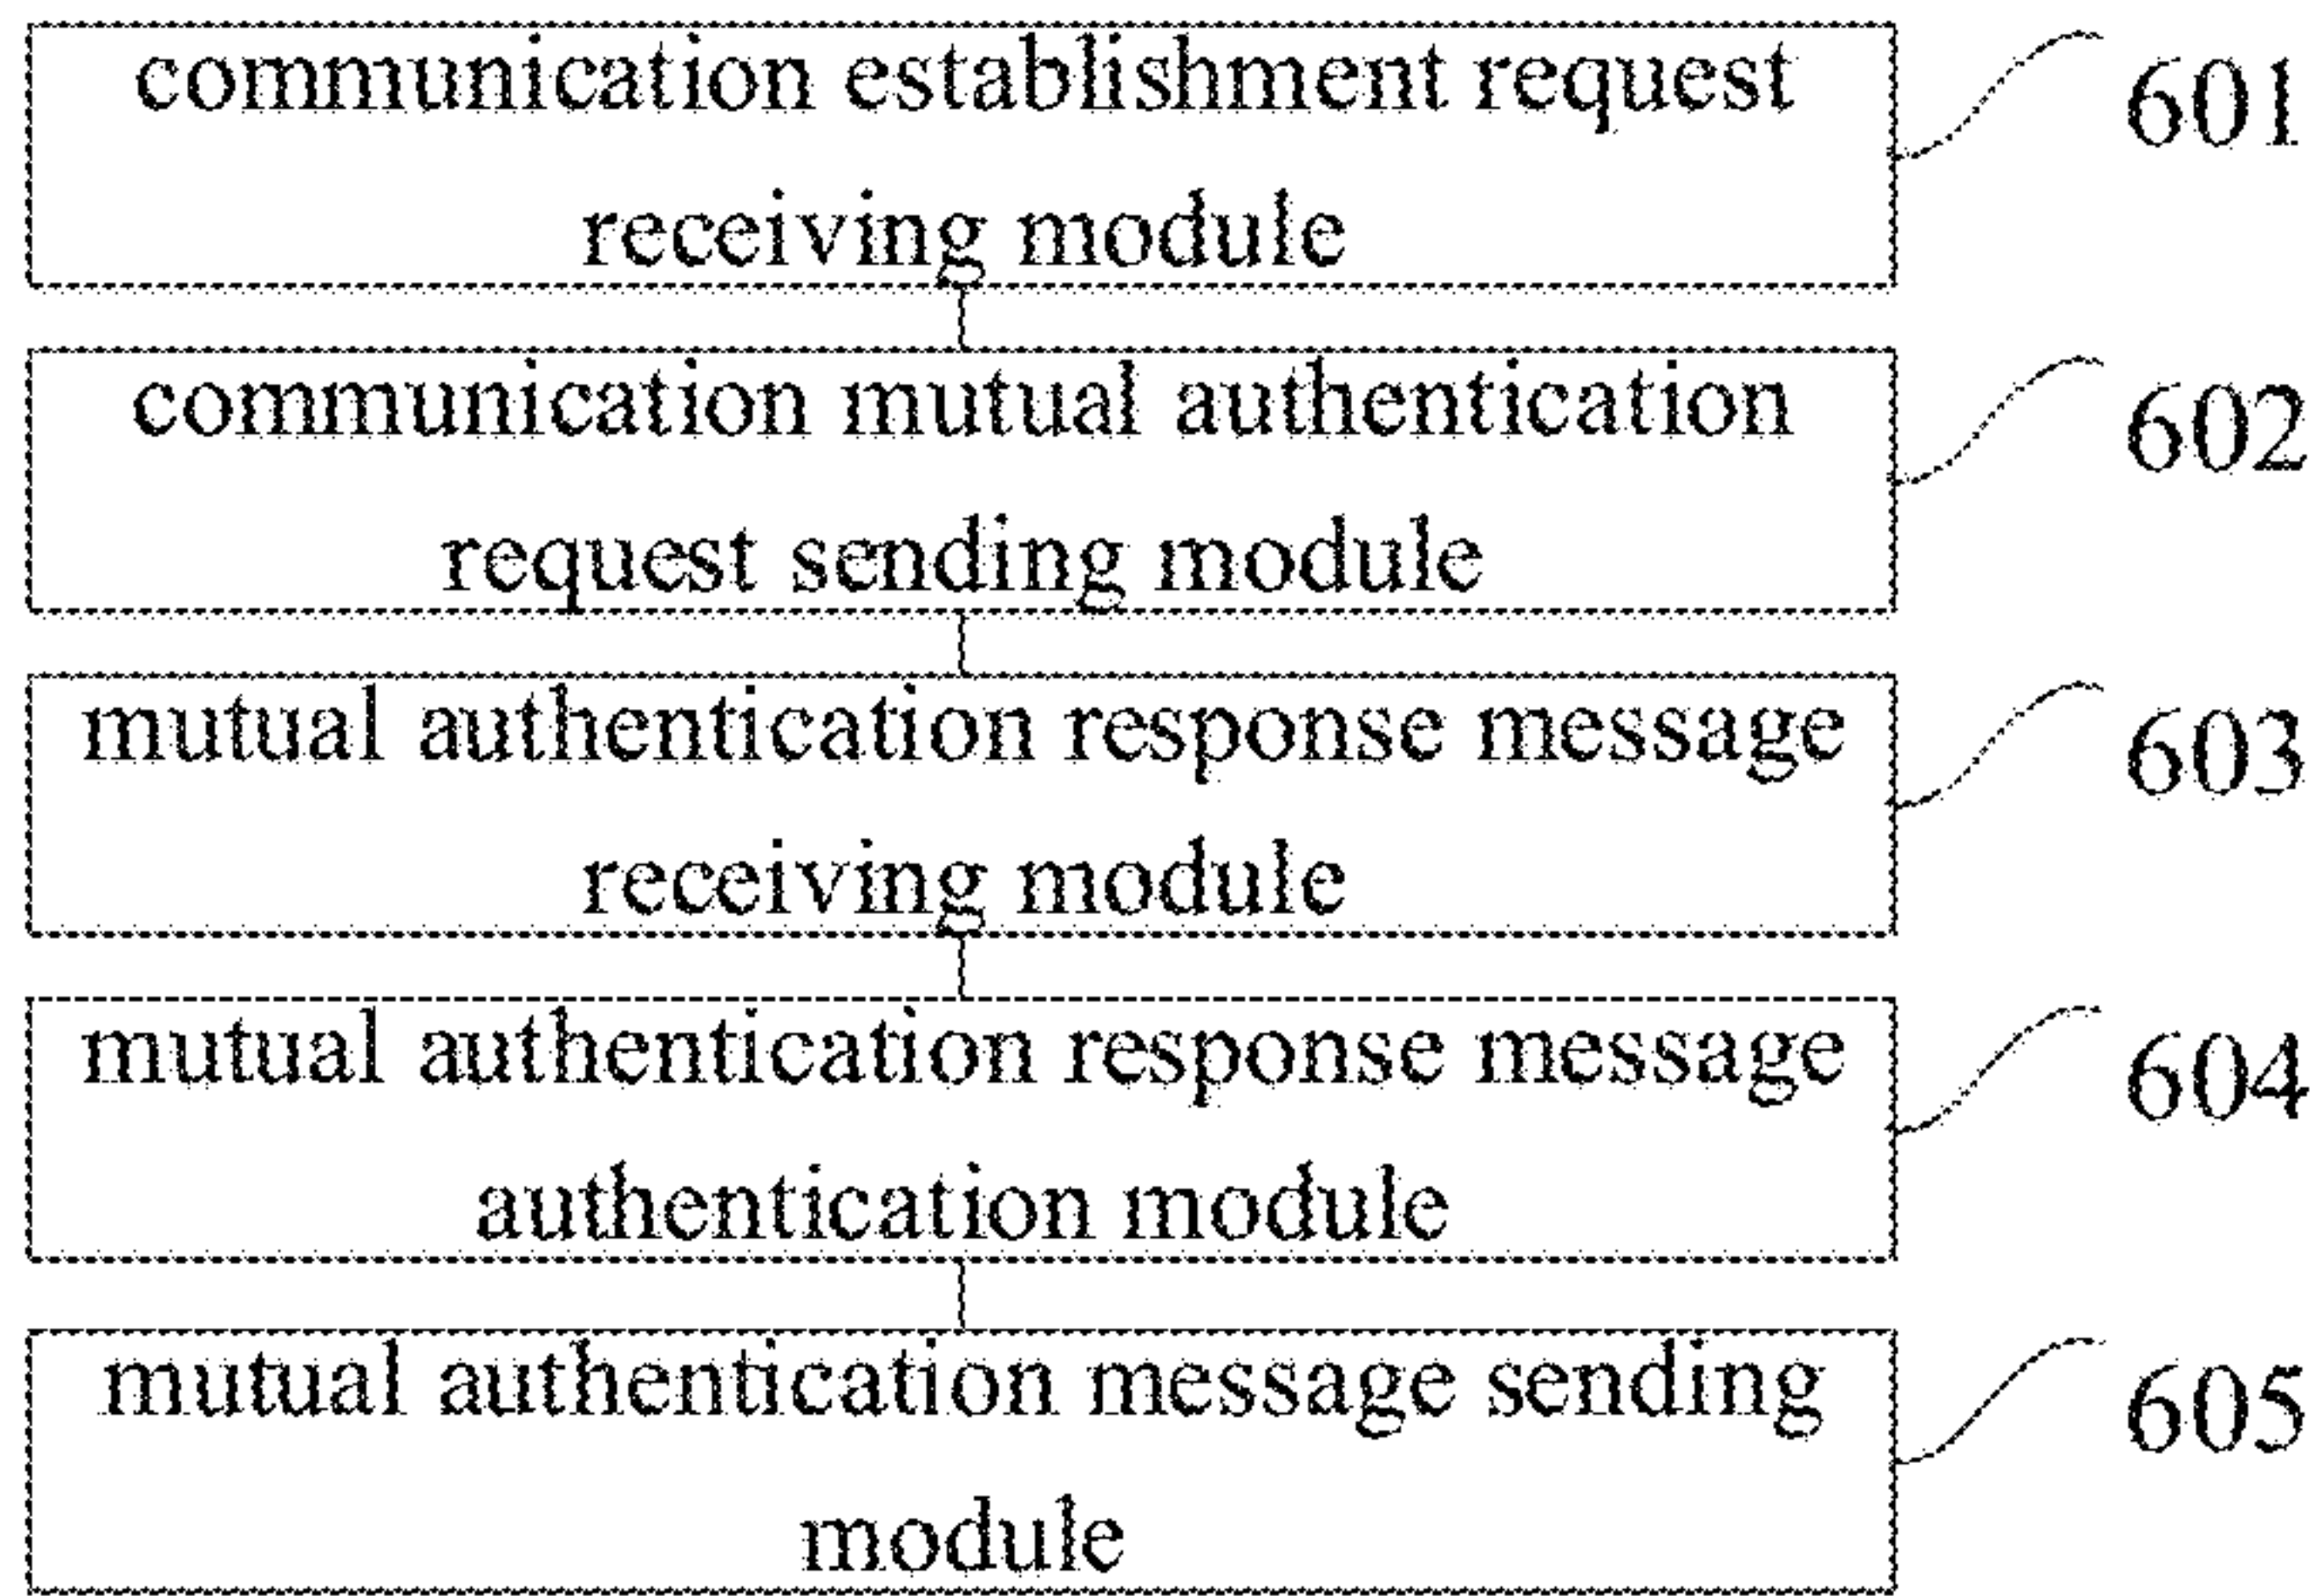 communication establishment request
receiving module
601
communication mutual authentication
request sending module
602
mutual authentication response message
receiving module
603
mutual authentication response message
authentication module
604
mutual authentication message sending
module
605